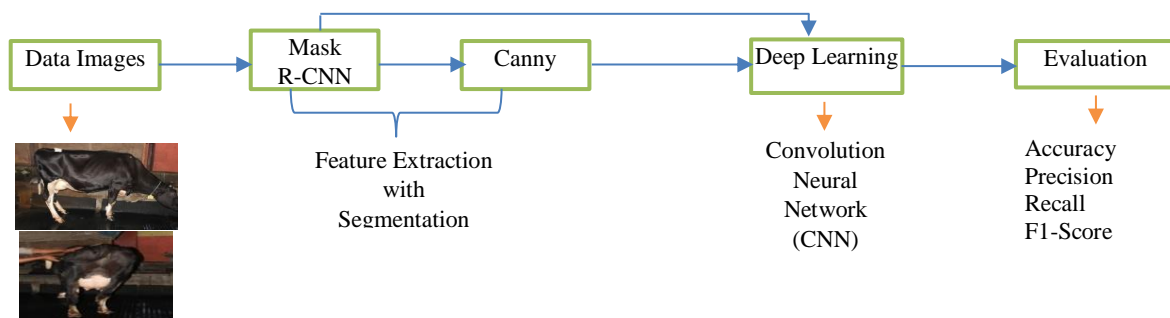 Data Images
Mask
R-CNN
Canny
Deep Learning
Evaluation
Feature Extraction
with
Segmentation
Convolution
Neural
Network
(CNN)
Accuracy
Precision
Recall
F1-Score